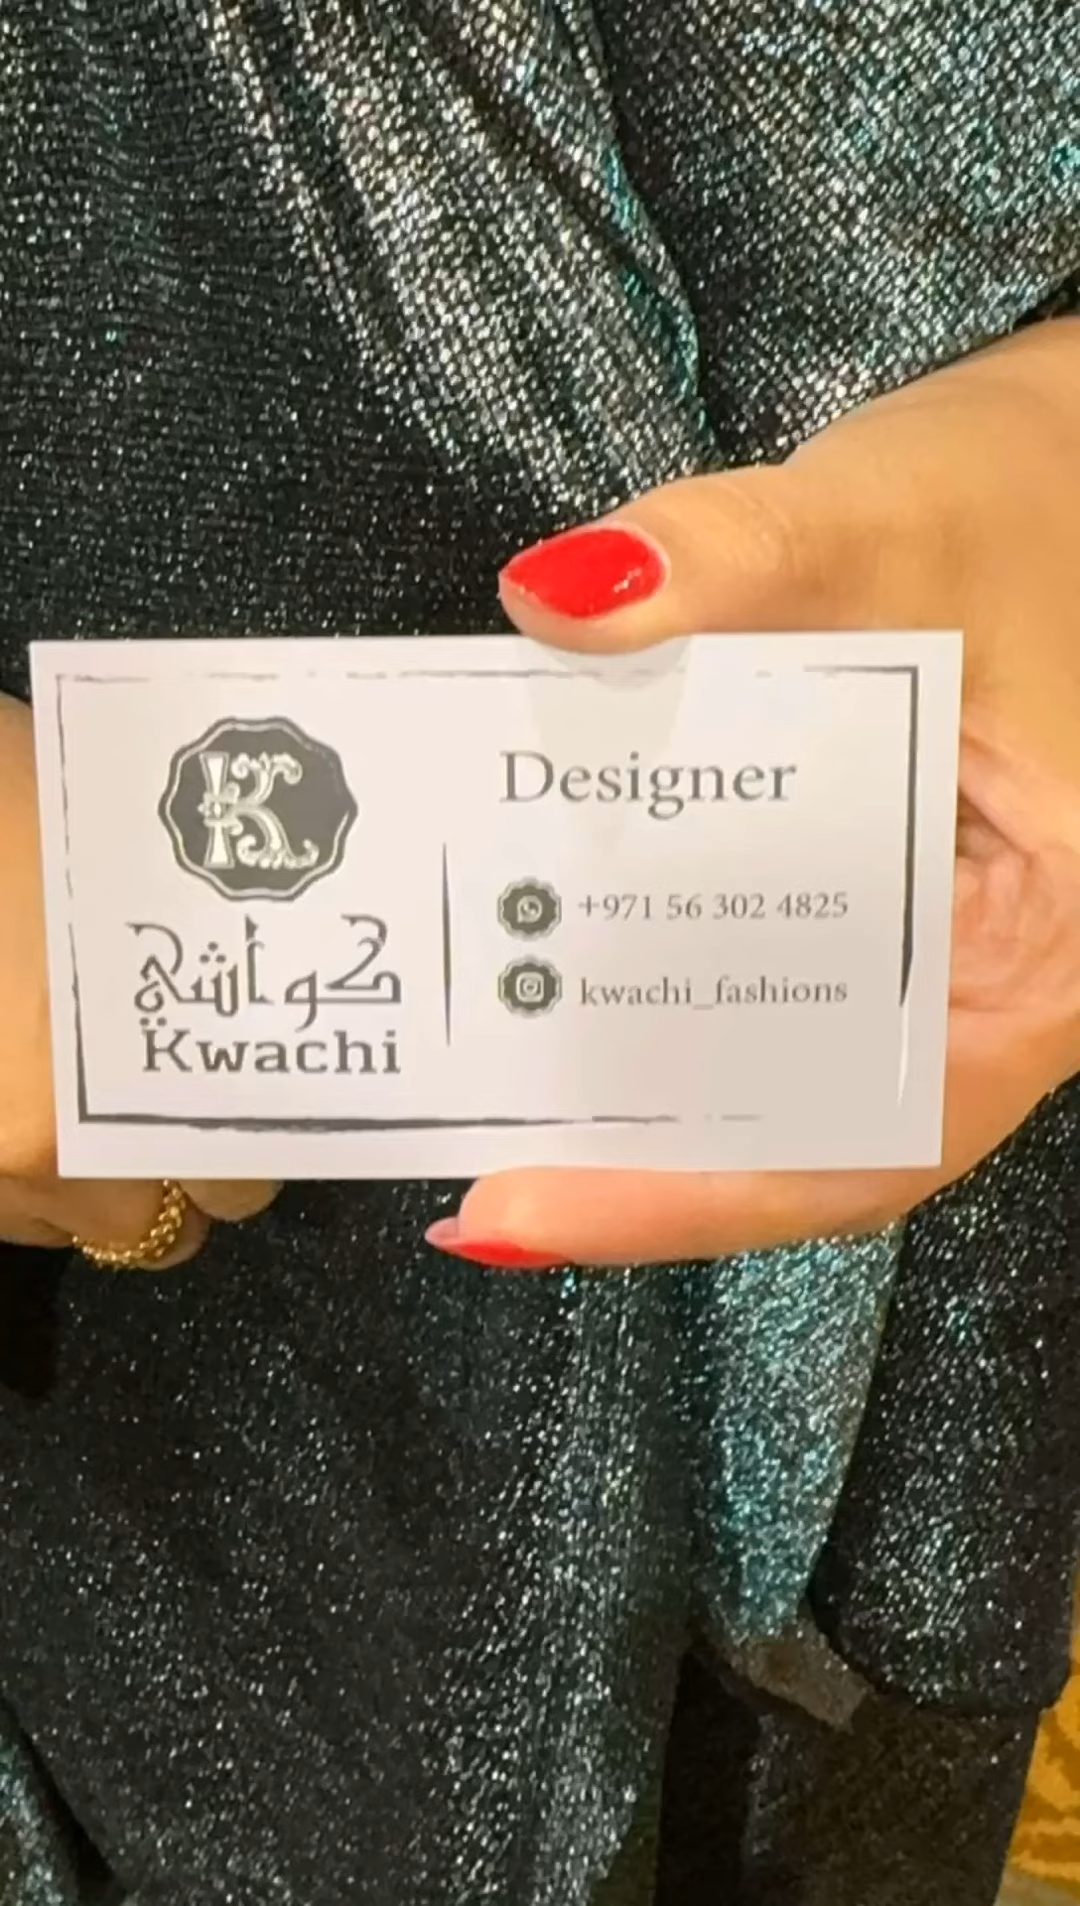 K
كواشي
Kwachi
Designer
+971 56 302 4825
kwachi_fashions